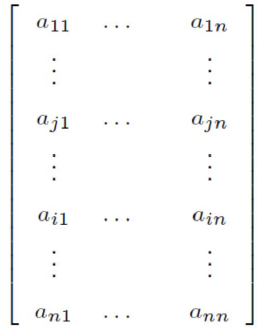 a₁₁ … a₁ₙ
⋮ ⋮
aⱼ₁ … aⱼₙ
⋮ ⋮
aᵢ₁ … aᵢₙ
⋮ ⋮
aₙ₁ … aₙₙ